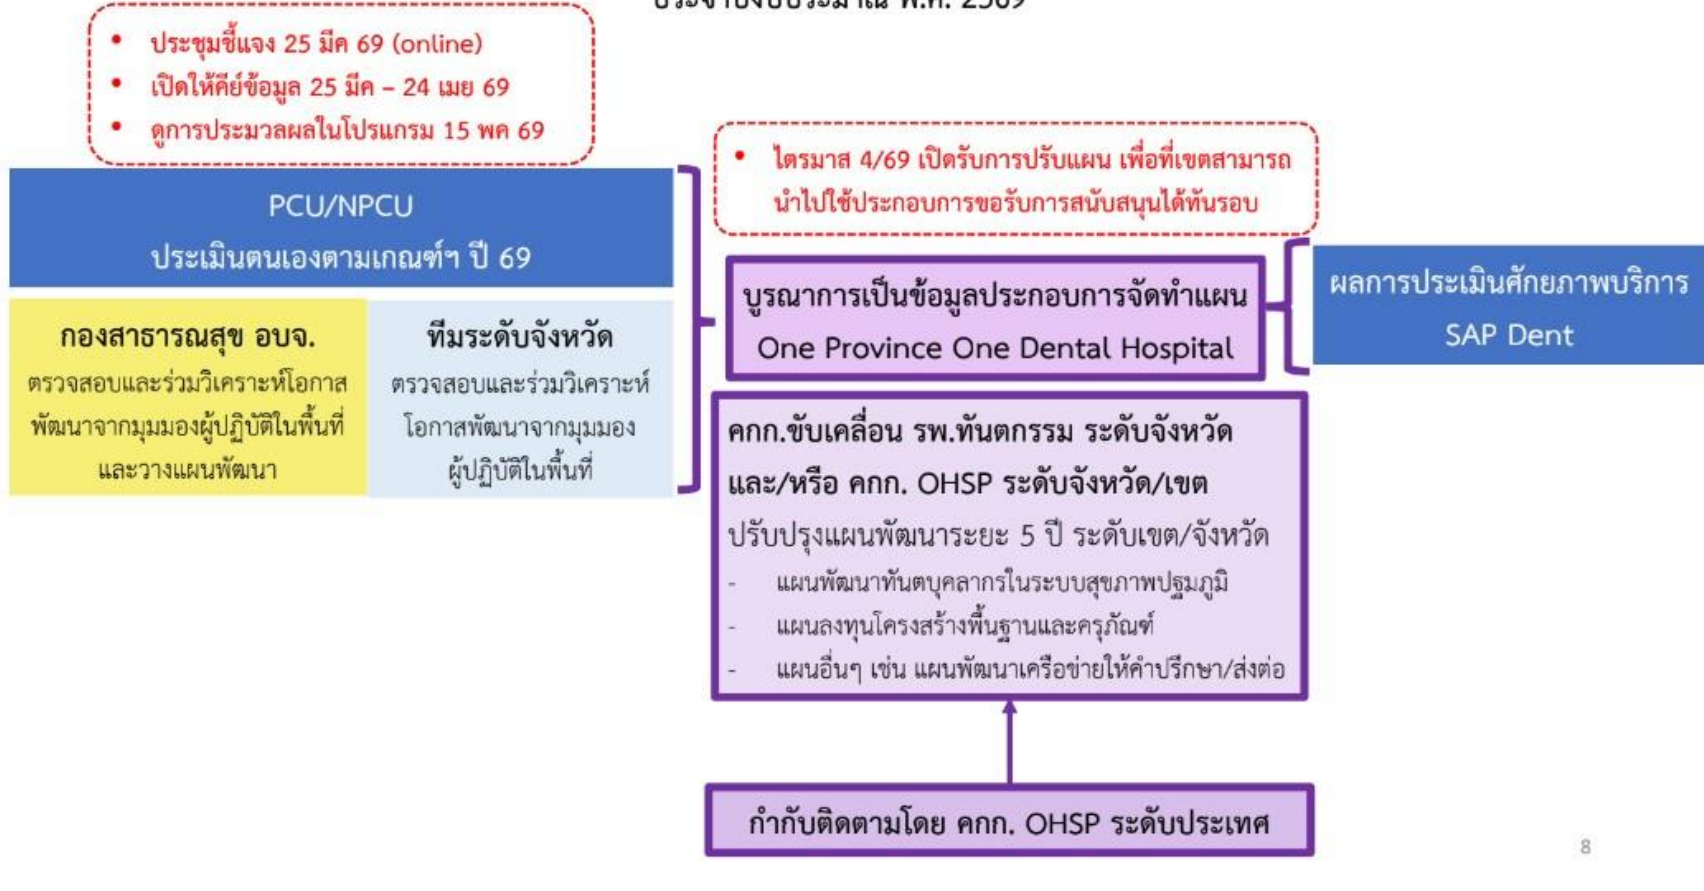 ประจำปีงบประมาณ พ.ศ. 2569
• ประชุมชี้แจง 25 มีค 69 (online)
• เปิดให้คีย์ข้อมูล 25 มีค – 24 เมย 69
• ดูการประมวลผลในโปรแกรม 15 พค 69
PCU/NPCU
ประเมินตนเองตามเกณฑ์ฯ ปี 69
กองสาธารณสุข อบจ.
ตรวจสอบและร่วมวิเคราะห์โอกาส
พัฒนาจากมุมมองผู้ปฏิบัติในพื้นที่
และวางแผนพัฒนา
ทีมระดับจังหวัด
ตรวจสอบและร่วมวิเคราะห์
โอกาสพัฒนาจากมุมมอง
ผู้ปฏิบัติในพื้นที่
• ไตรมาส 4/69 เปิดรับการปรับแผน เพื่อที่เขตสามารถ
นำไปใช้ประกอบการขอรับการสนับสนุนได้ทันรอบ
บูรณาการเป็นข้อมูลประกอบการจัดทำแผน
One Province One Dental Hospital
ผลการประเมินศักยภาพบริการ
SAP Dent
คกก.ขับเคลื่อน รพ.ทันตกรรม ระดับจังหวัด
และ/หรือ คกก. OHSP ระดับจังหวัด/เขต
ปรับปรุงแผนพัฒนาระยะ 5 ปี ระดับเขต/จังหวัด
- แผนพัฒนาทันตบุคลากรในระบบสุขภาพปฐมภูมิ
- แผนลงทุนโครงสร้างพื้นฐานและครุภัณฑ์
- แผนอื่นๆ เช่น แผนพัฒนาเครือข่ายให้คำปรึกษา/ส่งต่อ
กำกับติดตามโดย คกก. OHSP ระดับประเทศ
8